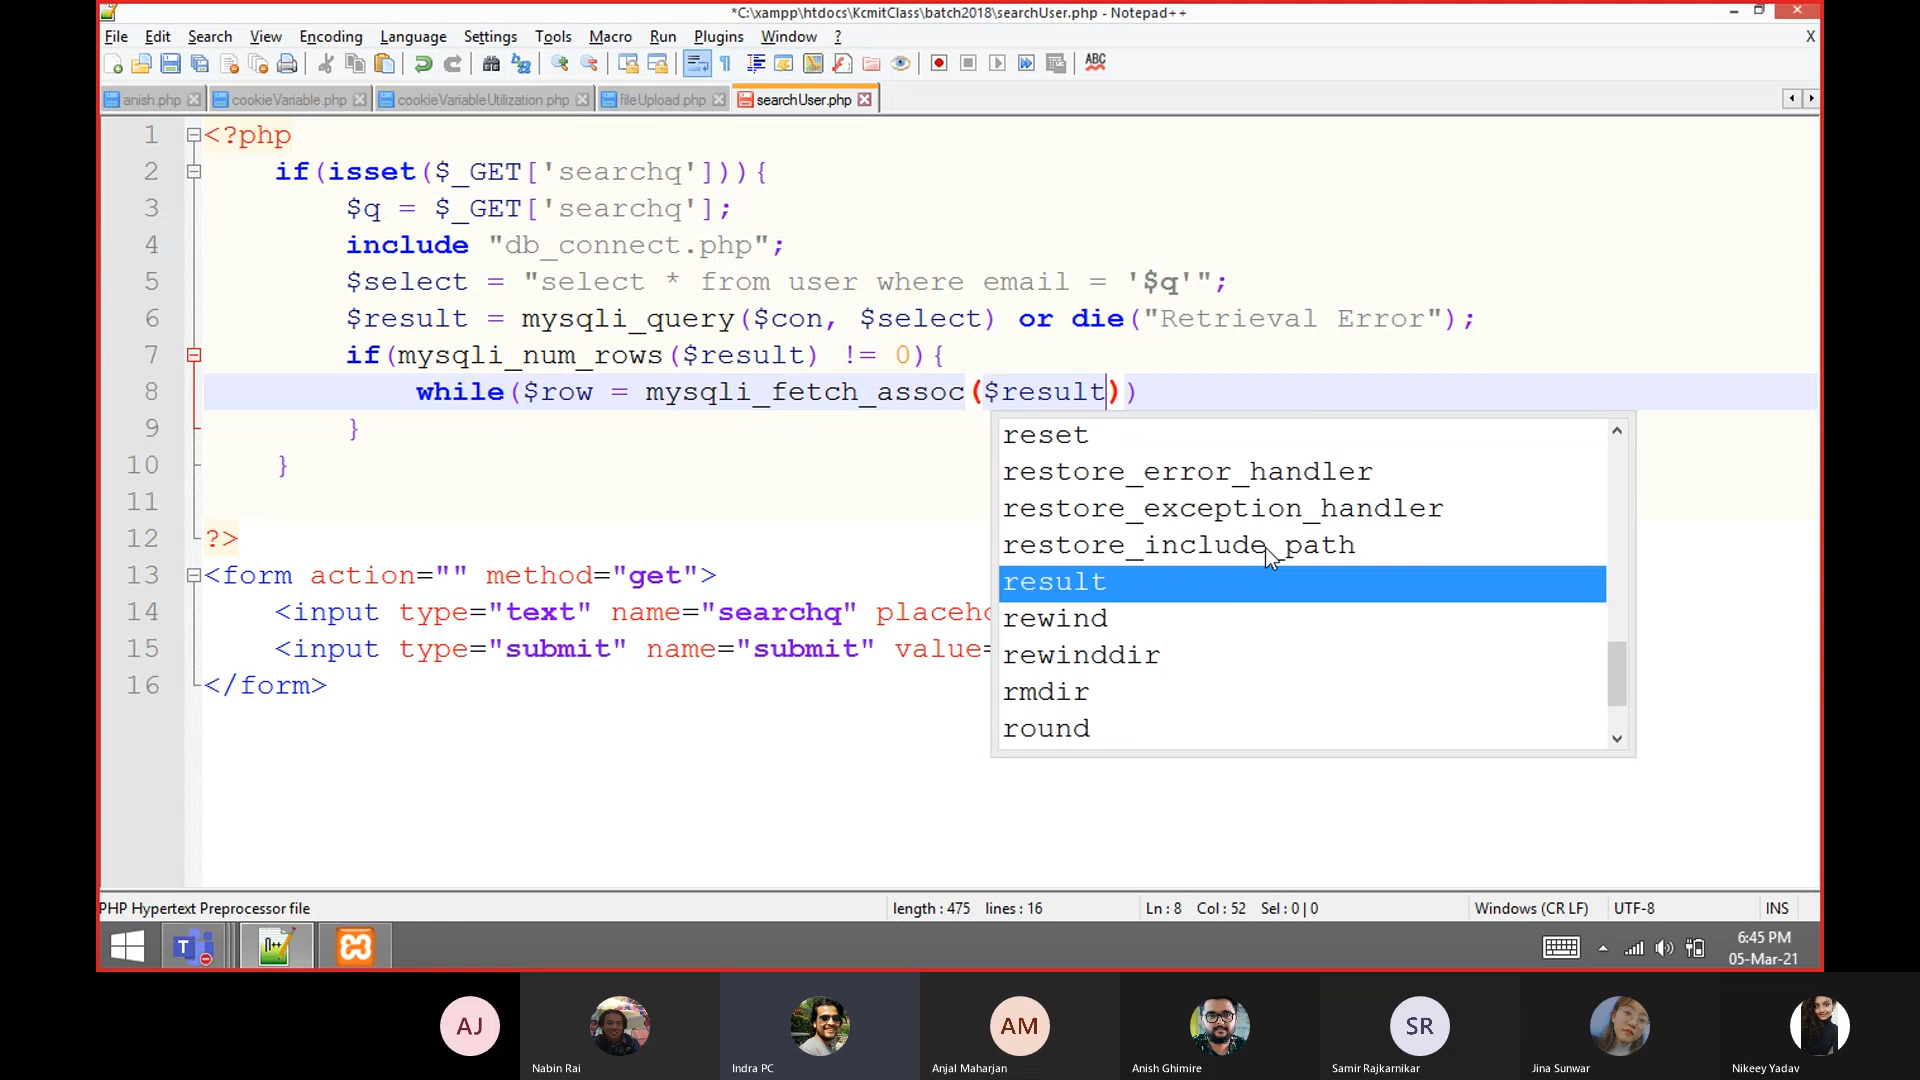 *C:\xampp\htdocs\KcmitClass\batch2018\searchUser.php - Notepad++
File Edit Search View Encoding Language Settings Tools Macro Run Plugins Window ? X
ABC
anish.php cookieVariable.php cookieVariableUtilization.php fileUpload.php searchUser.php
1 <?php
2 if(isset($_GET['searchq'])){
3 $q = $_GET['searchq'];
4 include "db_connect.php";
5 $select = "select * from user where email = '$q'";
6 $result = mysqli_query($con, $select) or die("Retrieval Error");
7 if(mysqli_num_rows($result) != 0){
8 while($row = mysqli_fetch_assoc($result))
9 }
10 }
11
12 ?>
13 <form action="" method="get">
14 <input type="text" name="searchq" placeho
15 <input type="submit" name="submit" value=
16 </form>
reset
restore_error_handler
restore_exception_handler
restore_include_path
result
rewind
rewinddir
rmdir
round
PHP Hypertext Preprocessor file length : 475 lines : 16 Ln : 8 Col : 52 Sel : 0 | 0 Windows (CR LF) UTF-8 INS
6:45 PM
05-Mar-21
AJ AM SR
Nabin Rai Indra PC Anjal Maharjan Anish Ghimire Samir Rajkarnikar Jina Sunwar Nikeey Yadav